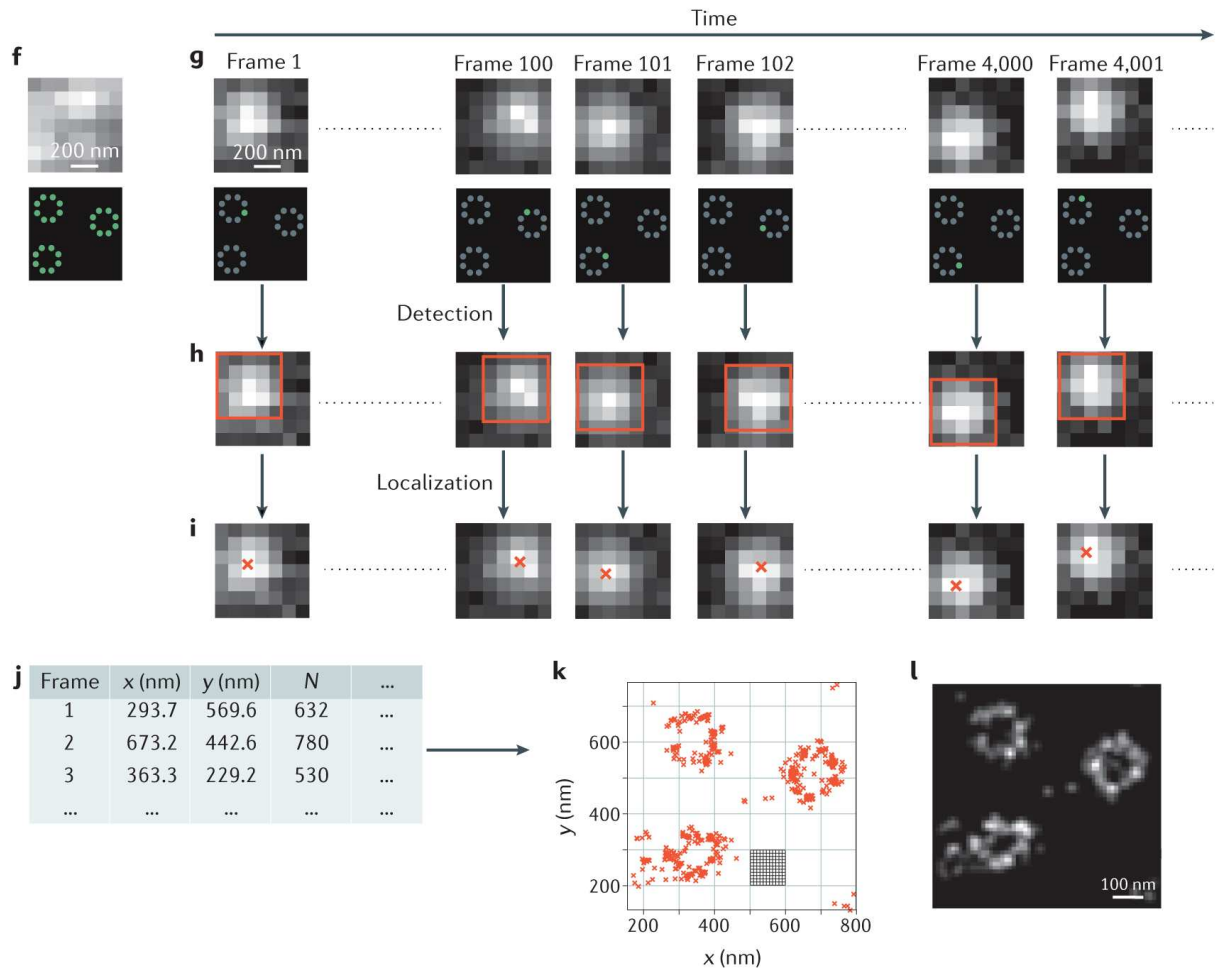 Time
f
g
Frame 1
Frame 100
Frame 101
Frame 102
Frame 4,000
Frame 4,001
200 nm
200 nm
Detection
h
Localization
i
j
Frame x (nm) y (nm) N ...
1 293.7 569.6 632 ...
2 673.2 442.6 780 ...
3 363.3 229.2 530 ...
... ... ... ... ...
k
y (nm)
600
400
200
200 400 600 800
x (nm)
l
100 nm